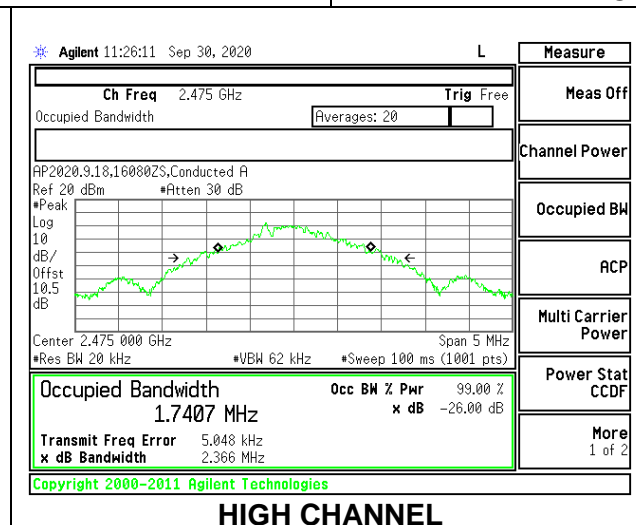 Agilent 11:26:11 Sep 30, 2020 L
Measure
Ch Freq 2.475 GHz Trig Free
Meas Off
Occupied Bandwidth Averages: 20
Channel Power
AP2020.9.18,16080ZS,Conducted A
Ref 20 dBm #Atten 30 dB
#Peak
Log
10
dB/
Offst
10.5
dB
Occupied BW
ACP
Center 2.475 000 GHz Span 5 MHz
#Res BW 20 kHz #VBW 62 kHz #Sweep 100 ms (1001 pts)
Multi Carrier
Power
Occupied Bandwidth Occ BW % Pwr 99.00 %
1.7407 MHz x dB -26.00 dB
Transmit Freq Error 5.048 kHz
x dB Bandwidth 2.366 MHz
Power Stat
CCDF
More
1 of 2
Copyright 2000-2011 Agilent Technologies
HIGH CHANNEL